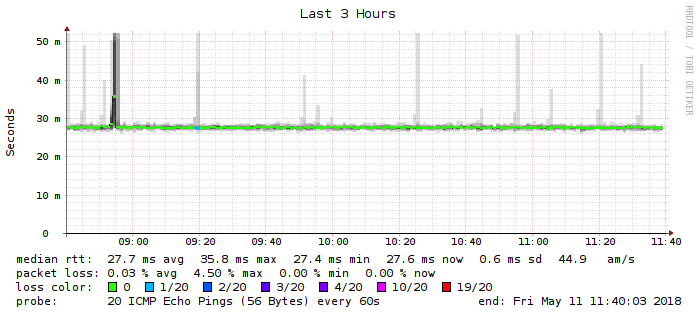 Last 3 Hours
RRDTOOL / TOBI OETIKER
Seconds
50 m
40 m
30 m
20 m
10 m
0
09:00 09:20 09:40 10:00 10:20 10:40 11:00 11:20 11:40
median rtt: 27.7 ms avg 35.8 ms max 27.4 ms min 27.6 ms now 0.6 ms sd 44.9 am/s
packet loss: 0.03 % avg 4.50 % max 0.00 % min 0.00 % now
loss color: 0 1/20 2/20 3/20 4/20 10/20 19/20
probe: 20 ICMP Echo Pings (56 Bytes) every 60s end: Fri May 11 11:40:03 2018